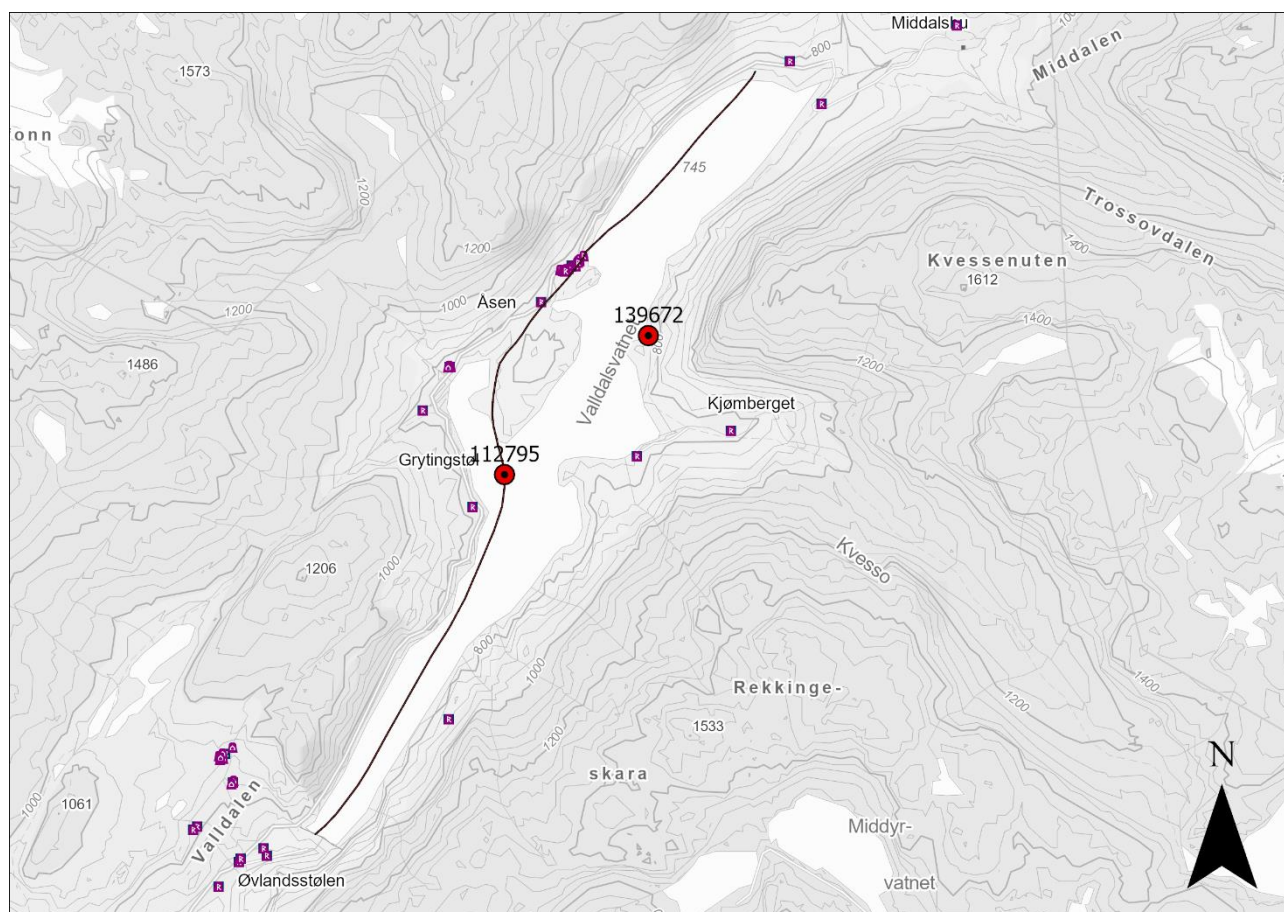 Middalsbu
800
1573
Middalen
onn
745
1200
Trossovdalen
1200
1400
Kvessenuten
1612
1000
Åsen
139672
800
1400
1200
1486
Valldalsvatnet
Kjømberget
1200
Grytingstøl
112795
1206
1000
Kvesso
800
1000
Rekkinge-
1200
1400
1533
1200
skara
N
1000
1061
Valldalen
Middyr-
vatnet
Øvlandsstølen